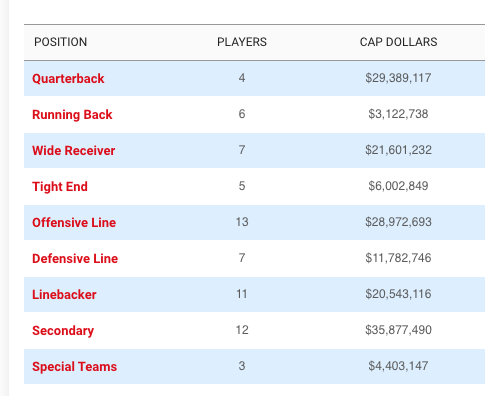 POSITION PLAYERS CAP DOLLARS
Quarterback 4 $29,389,117
Running Back 6 $3,122,738
Wide Receiver 7 $21,601,232
Tight End 5 $6,002,849
Offensive Line 13 $28,972,693
Defensive Line 7 $11,782,746
Linebacker 11 $20,543,116
Secondary 12 $35,877,490
Special Teams 3 $4,403,147